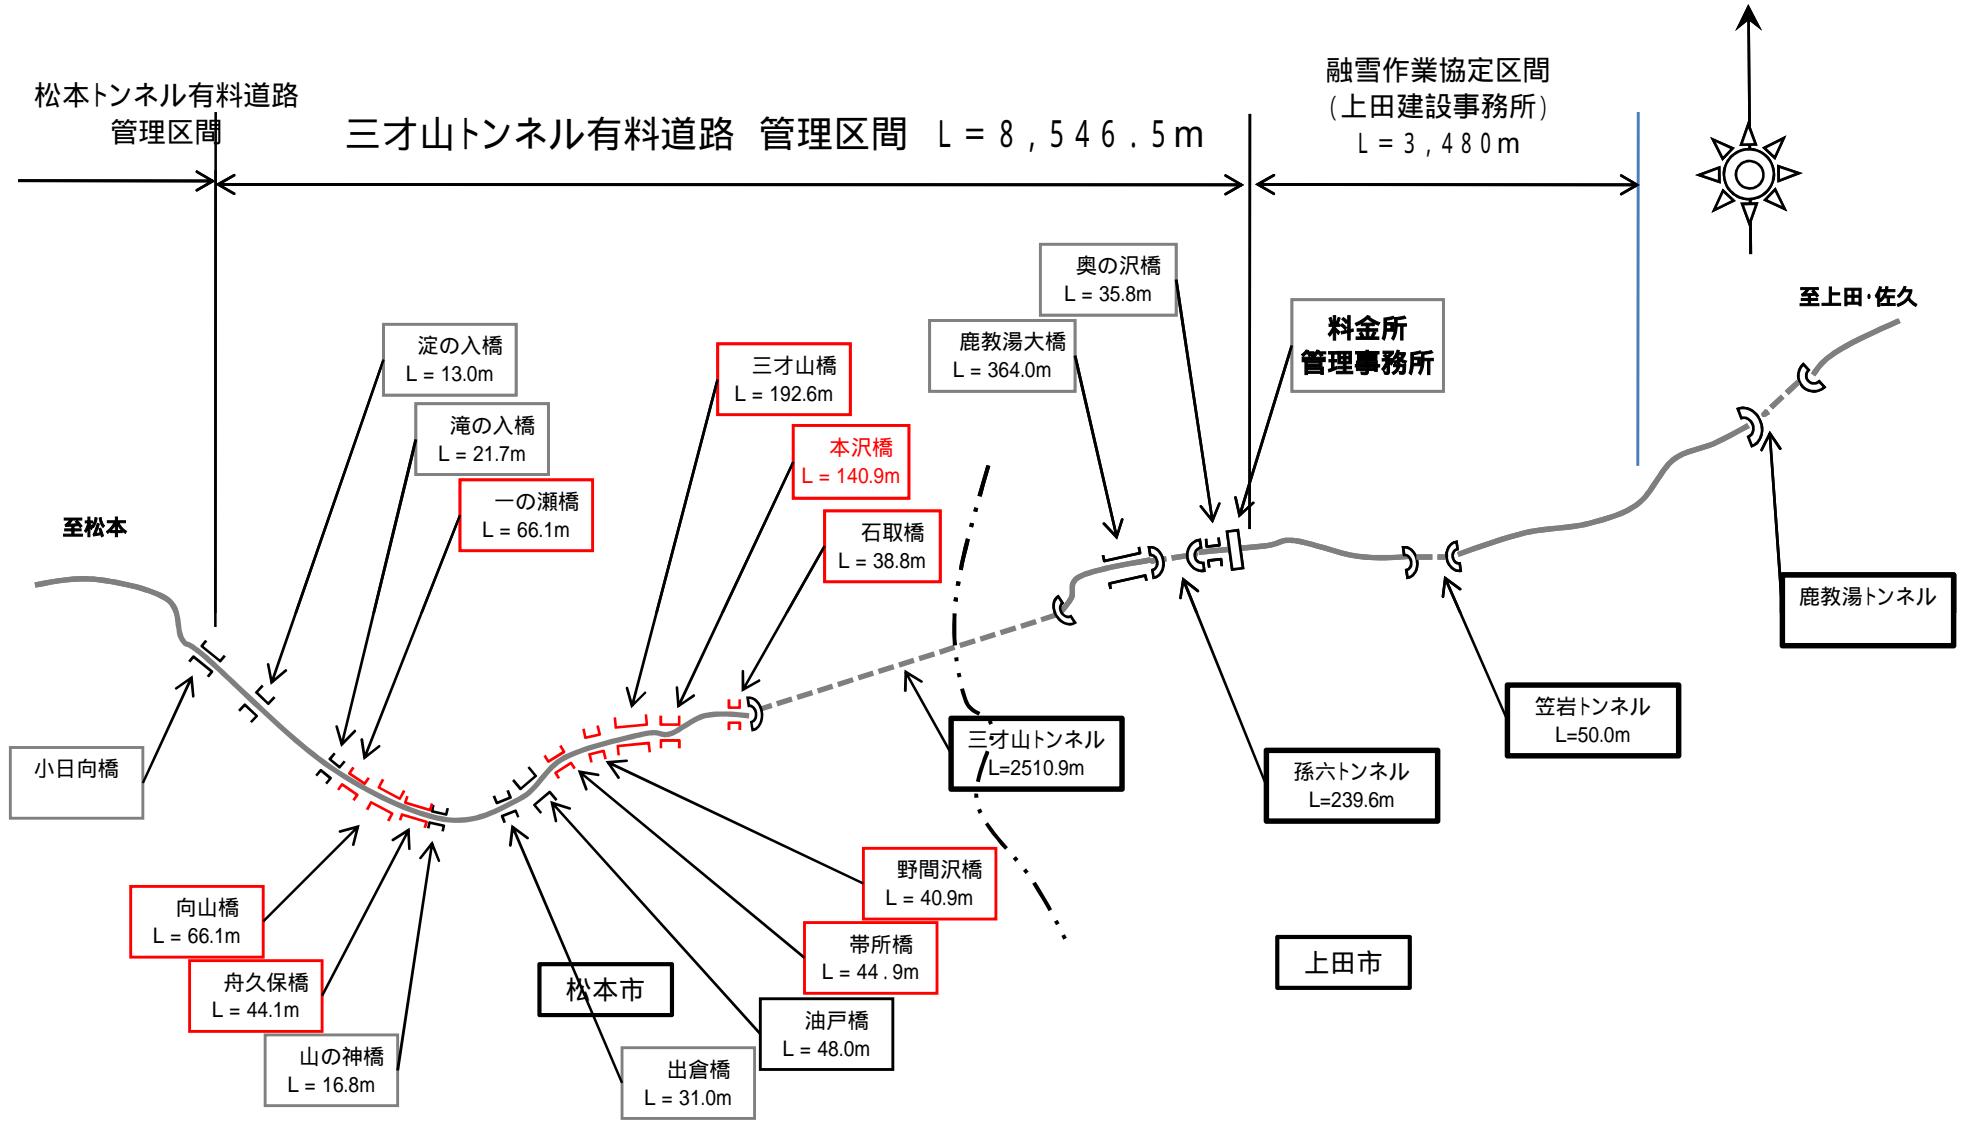 松本トンネル有料道路
管理区間
三才山トンネル有料道路 管理区間 L=8,546.5m
融雪作業協定区間
(上田建設事務所)
L=3,480m
奥の沢橋
L = 35.8m
至上田・佐久
料金所
管理事務所
鹿教湯大橋
L = 364.0m
淀の入橋
L = 13.0m
三才山橋
L = 192.6m
滝の入橋
L = 21.7m
本沢橋
L = 140.9m
一の瀬橋
L = 66.1m
至松本
石取橋
L = 38.8m
鹿教湯トンネル
笠岩トンネル
L=50.0m
三才山トンネル
L=2510.9m
小日向橋
孫六トンネル
L=239.6m
野間沢橋
L = 40.9m
向山橋
L = 66.1m
帯所橋
L = 44.9m
上田市
舟久保橋
L = 44.1m
松本市
油戸橋
L = 48.0m
山の神橋
L = 16.8m
出倉橋
L = 31.0m